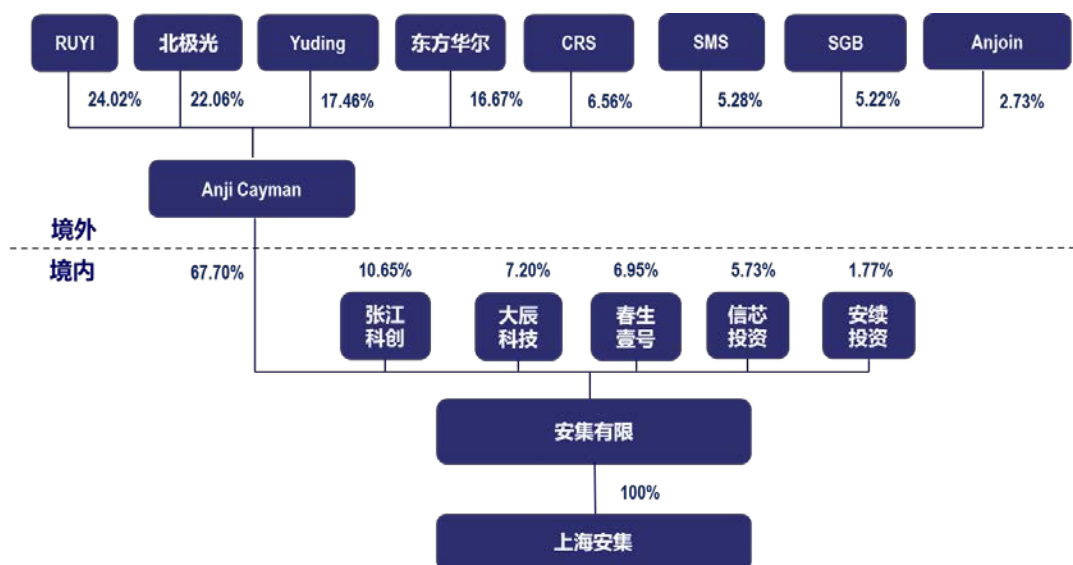 RUYI
北极光
Yuding
东方华尔
CRS
SMS
SGB
Anjoin
24.02%
22.06%
17.46%
16.67%
6.56%
5.28%
5.22%
2.73%
Anji Cayman
境外
境内
67.70%
10.65%
7.20%
6.95%
5.73%
1.77%
张江
科创
大辰
科技
春生
壹号
信芯
投资
安续
投资
安集有限
100%
上海安集